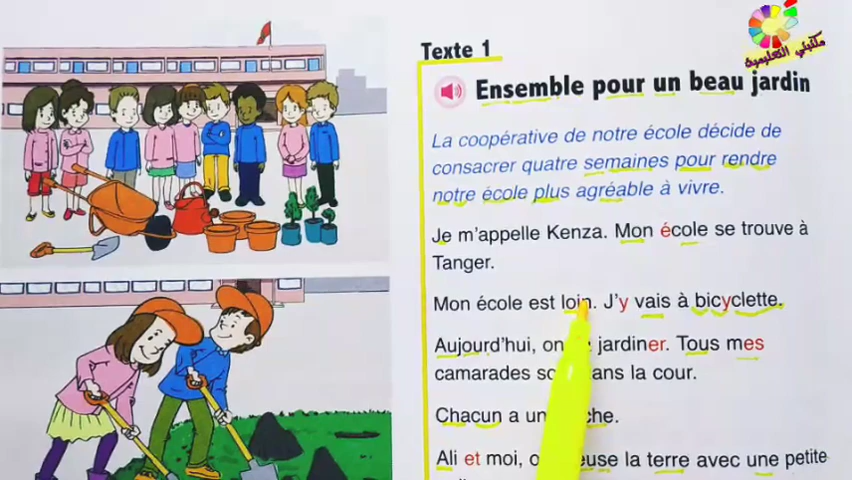 مكتبتي التعليمية
Texte 1
Ensemble pour un beau jardin
La coopérative de notre école décide de
consacrer quatre semaines pour rendre
notre école plus agréable à vivre.
Je m'appelle Kenza. Mon école se trouve à
Tanger.
Mon école est loin. J'y vais à bicyclette.
Aujourd'hui, jardiner. Tous mes
camarades dans la cour.
Chacun a
Ali et moi, la terre avec une petite